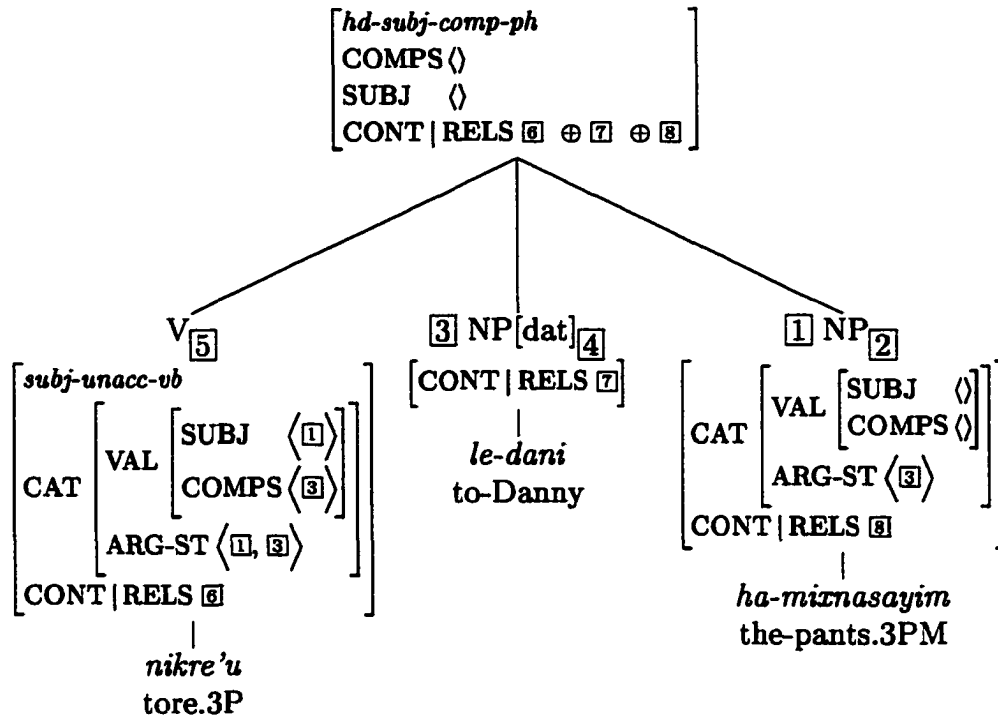 hd-subj-comp-ph
COMPS ⟨⟩
SUBJ ⟨⟩
CONT | RELS 6 ⊕ 7 ⊕ 8
V 5
subj-unacc-vb
CAT
VAL
SUBJ ⟨1⟩
COMPS ⟨3⟩
ARG-ST ⟨1, 3⟩
CONT | RELS 6
nikre'u
tore.3P
3 NP[dat] 4
CONT | RELS 7
le-dani
to-Danny
1 NP 2
CAT
VAL
SUBJ ⟨⟩
COMPS ⟨⟩
ARG-ST ⟨3⟩
CONT | RELS 8
ha-mixnasayim
the-pants.3PM